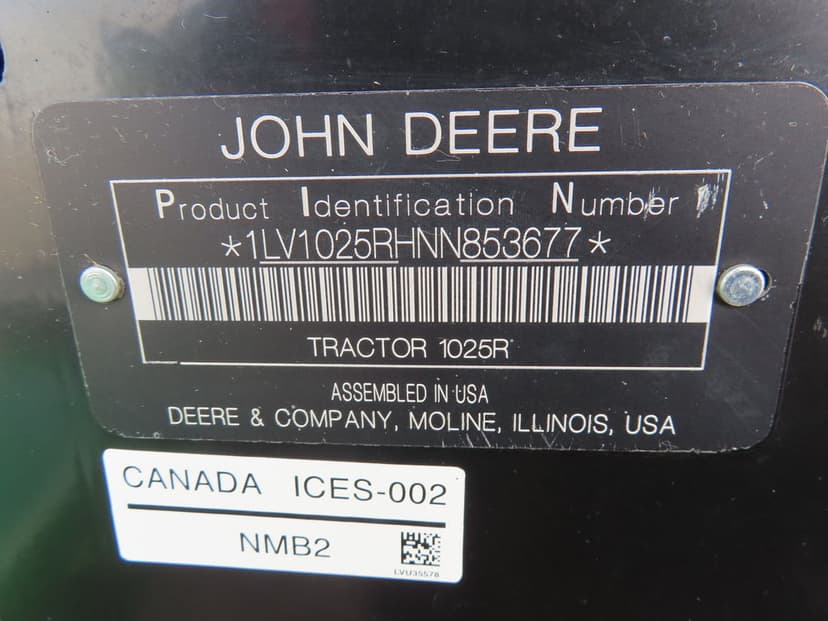 JOHN DEERE
Product Identification Number
*1LV1025RHNN853677*
TRACTOR 1025R
ASSEMBLED IN USA
DEERE & COMPANY, MOLINE, ILLINOIS, USA
CANADA ICES-002
NMB2
LVU35578